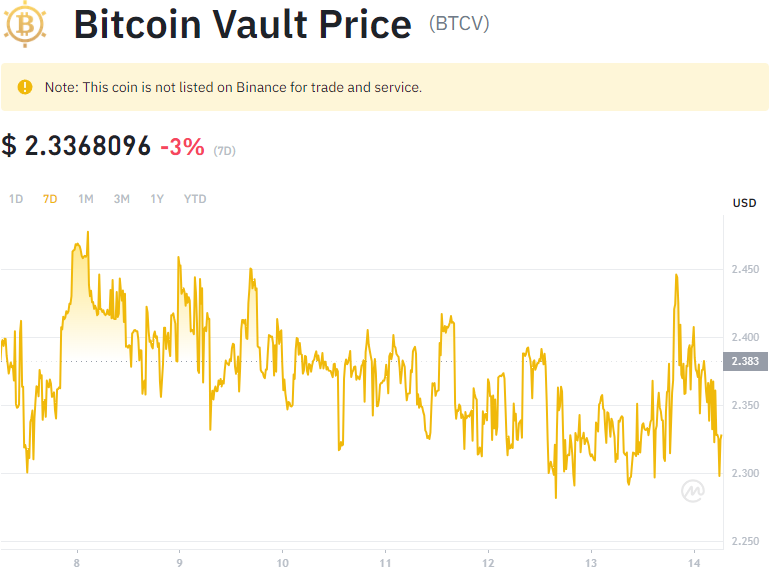 Bitcoin Vault Price (BTCV)
Note: This coin is not listed on Binance for trade and service.
$ 2.3368096 -3% (7D)
1D 7D 1M 3M 1Y YTD
USD
2.450
2.400
2.383
2.350
2.300
2.250
8 9 10 11 12 13 14